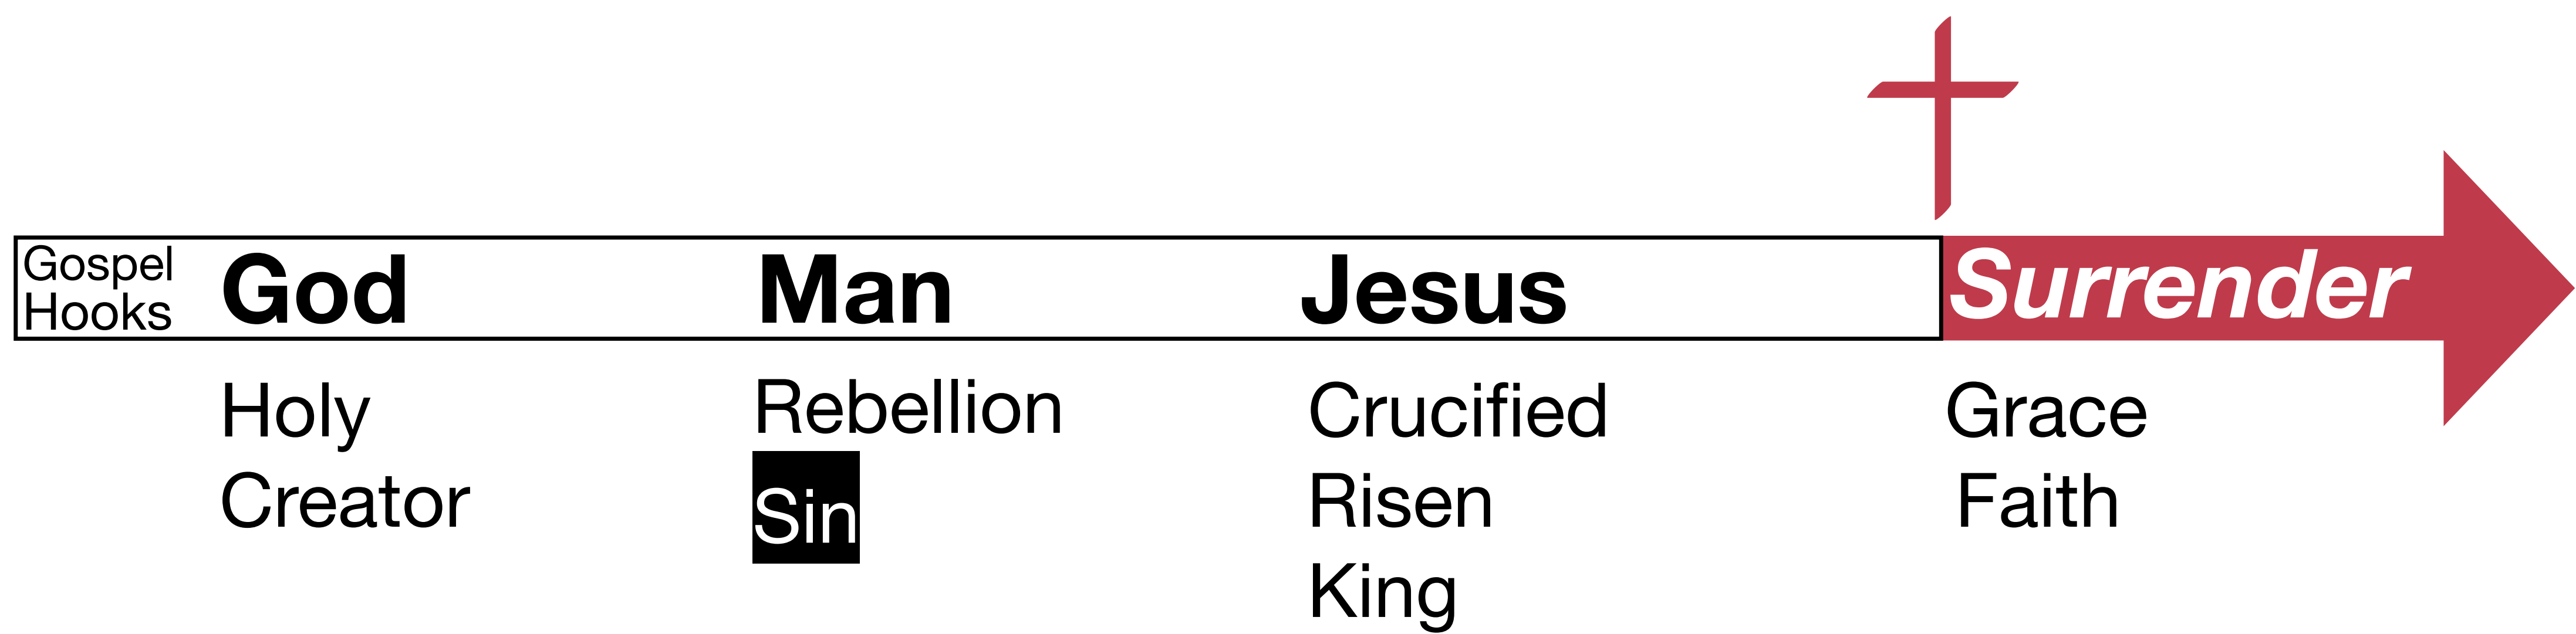 Gospel
Hooks
God
Man
Jesus
Surrender
Holy
Creator
Rebellion
Sin
Crucified
Risen
King
Grace
Faith